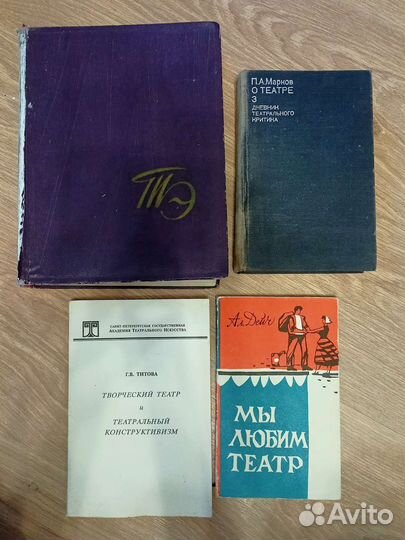 ТЭ
П.А.Марков
О ТЕАТРЕ
3
ДНЕВНИК
ТЕАТРАЛЬНОГО
КРИТИКА
САНКТ-ПЕТЕРБУРГСКАЯ ГОСУДАРСТВЕННАЯ
АКАДЕМИЯ ТЕАТРАЛЬНОГО ИСКУССТВА
Г.В. ТИТОВА
ТВОРЧЕСКИЙ ТЕАТР
и
ТЕАТРАЛЬНЫЙ
КОНСТРУКТИВИЗМ
Ал. Дейч
МЫ
ЛЮБИМ
ТЕАТР
Avito